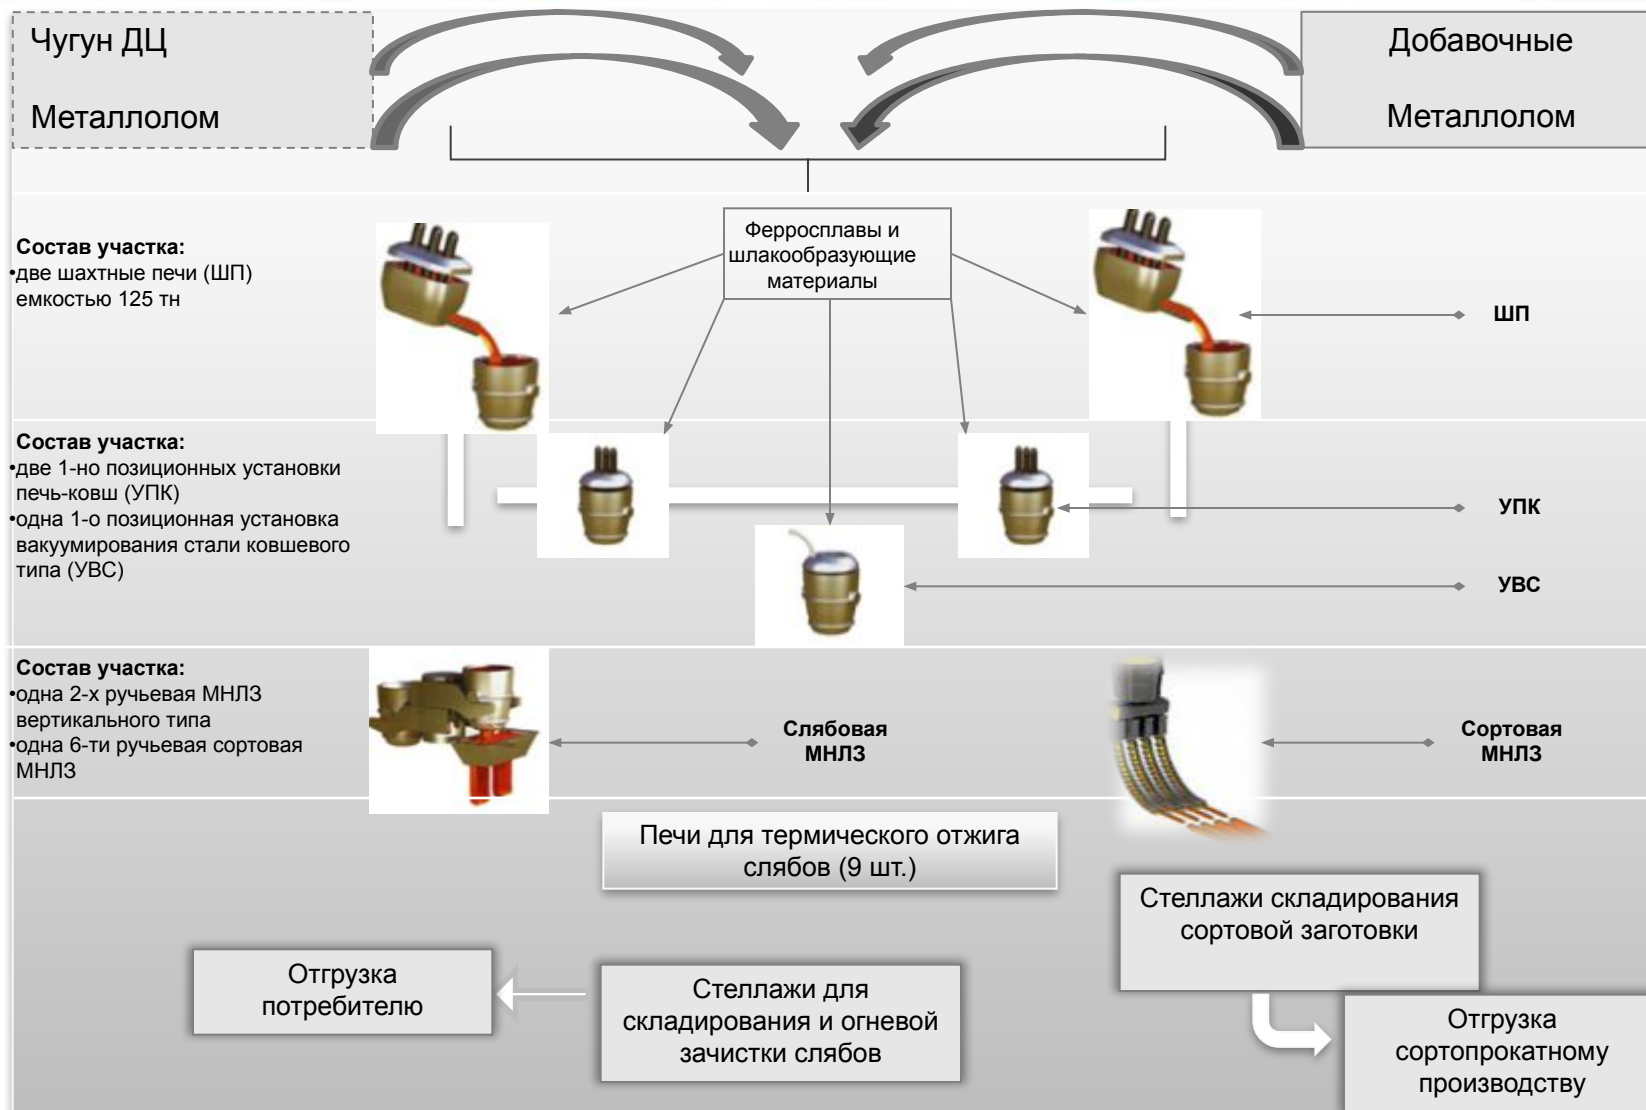 Чугун ДЦ
Металлолом
Добавочные
Металлолом
Состав участка:
•две шахтные печи (ШП)
емкостью 125 тн
Ферросплавы и
шлакообразующие
материалы
ШП
Состав участка:
•две 1-но позиционных установки
печь-ковш (УПК)
•одна 1-о позиционная установка
вакуумирования стали ковшевого
типа (УВС)
УПК
УВС
Состав участка:
•одна 2-х ручьевая МНЛЗ
вертикального типа
•одна 6-ти ручьевая сортовая
МНЛЗ
Слябовая
МНЛЗ
Сортовая
МНЛЗ
Печи для термического отжига
слябов (9 шт.)
Стеллажи складирования
сортовой заготовки
Отгрузка
потребителю
Стеллажи для
складирования и огневой
зачистки слябов
Отгрузка
сортопрокатному
производству